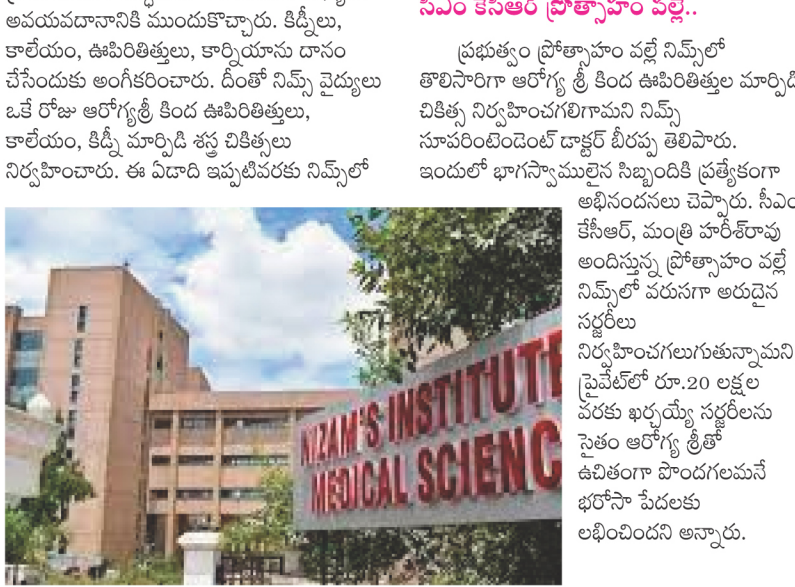 అవయవదానానికి ముందుకొచ్చారు. కిడ్నీలు,
కాలేయం, ఊపిరితిత్తులు, కార్నియాను దానం
చేసేందుకు అంగీకరించారు. దీంతో నిమ్స్ వైద్యులు
ఒకే రోజు ఆరోగ్యశ్రీ కింద ఊపిరితిత్తులు,
కాలేయం, కిడ్నీ మార్పిడి శస్త్ర చికిత్సలు
నిర్వహించారు. ఈ ఏడాది ఇప్పటివరకు నిమ్స్‌లో
సీఎం కేసీఆర్ ప్రోత్సాహం వల్లే..
ప్రభుత్వం ప్రోత్సాహం వల్లే నిమ్స్‌లో
తొలిసారిగా ఆరోగ్య శ్రీ కింద ఊపిరితిత్తుల మార్పిడి
చికిత్స నిర్వహించగలిగామని నిమ్స్
సూపరింటెండెంట్ డాక్టర్ బీరప్ప తెలిపారు.
ఇందులో భాగస్వాములైన సిబ్బందికి ప్రత్యేకంగా
అభినందనలు చెప్పారు. సీఎం
కేసీఆర్, మంత్రి హరీశ్‌రావు
అందిస్తున్న ప్రోత్సాహం వల్లే
నిమ్స్‌లో వరుసగా అరుదైన
సర్జరీలు
నిర్వహించగలుగుతున్నామని
ప్రైవేట్‌లో రూ.20 లక్షల
వరకు ఖర్చయ్యే సర్జరీలను
సైతం ఆరోగ్య శ్రీతో
ఉచితంగా పొందగలమనే
భరోసా పేదలకు
లభించిందని అన్నారు.
NIZAM'S INSTITUTE
MEDICAL SCIENC